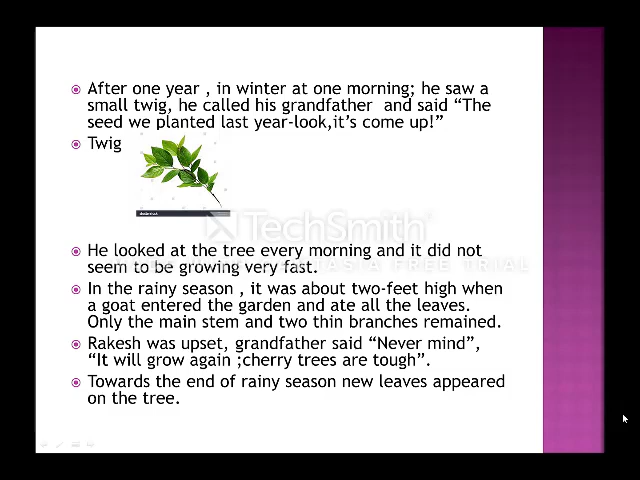 After one year , in winter at one morning; he saw a
small twig, he called his grandfather and said “The
seed we planted last year-look,it’s come up!”
Twig
shutterstock
TechSmith
He looked at the tree every morning and it did not
seem to be growing very fast.
CAMTASIA FREE TRIAL
In the rainy season , it was about two-feet high when
a goat entered the garden and ate all the leaves.
Only the main stem and two thin branches remained.
Rakesh was upset, grandfather said “Never mind”,
“It will grow again ;cherry trees are tough”.
Towards the end of rainy season new leaves appeared
on the tree.